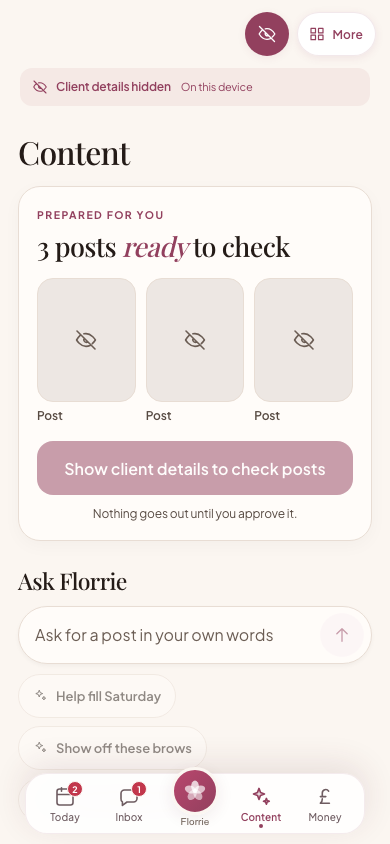 More
Client details hidden On this device
Content
PREPARED FOR YOU
3 posts ready to check
Post Post Post
Show client details to check posts
Nothing goes out until you approve it.
Ask Florrie
Ask for a post in your own words
Help fill Saturday
Show off these brows
2 1
Today Inbox Florrie Content £ Money